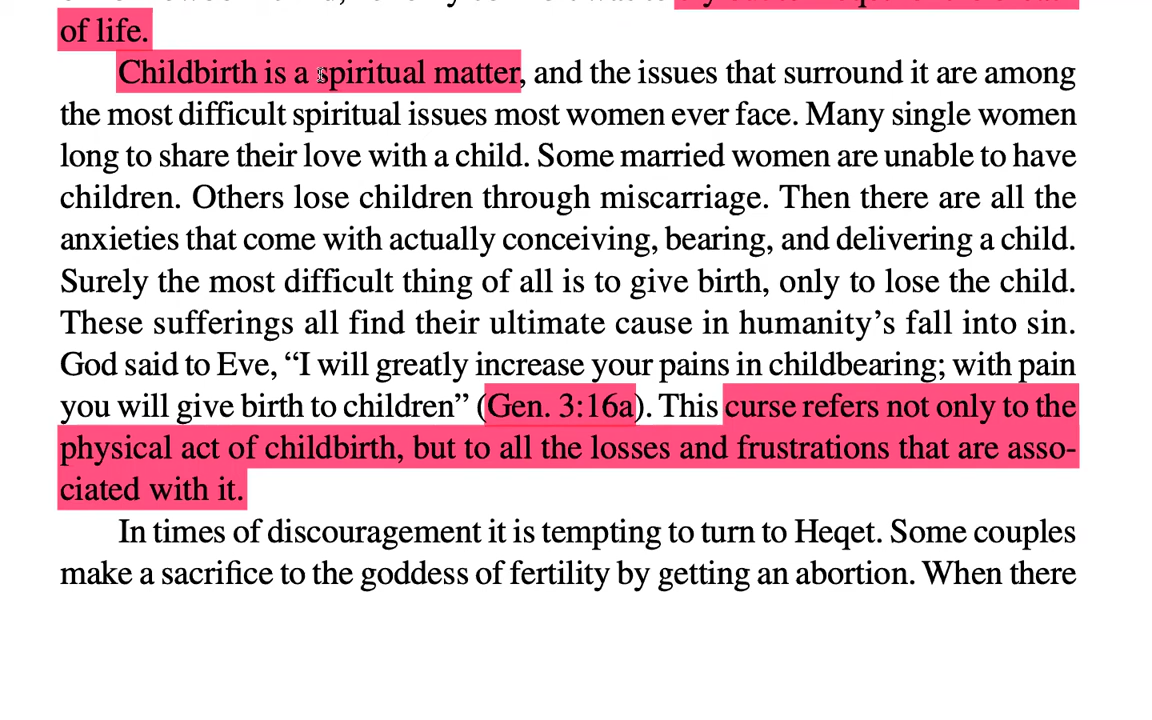 of life.
Childbirth is a spiritual matter, and the issues that surround it are among
the most difficult spiritual issues most women ever face. Many single women
long to share their love with a child. Some married women are unable to have
children. Others lose children through miscarriage. Then there are all the
anxieties that come with actually conceiving, bearing, and delivering a child.
Surely the most difficult thing of all is to give birth, only to lose the child.
These sufferings all find their ultimate cause in humanity’s fall into sin.
God said to Eve, “I will greatly increase your pains in childbearing; with pain
you will give birth to children” (Gen. 3:16a). This curse refers not only to the
physical act of childbirth, but to all the losses and frustrations that are asso-
ciated with it.
In times of discouragement it is tempting to turn to Heqet. Some couples
make a sacrifice to the goddess of fertility by getting an abortion. When there